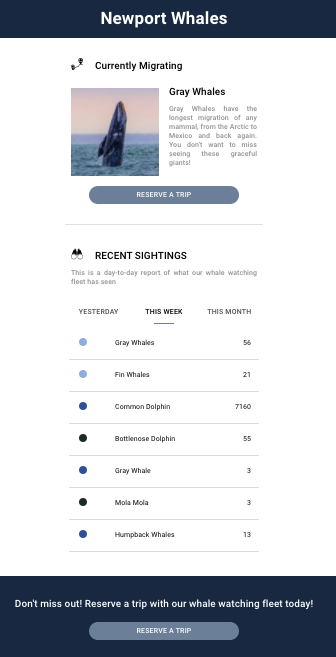 Newport Whales
Currently Migrating
Gray Whales
Gray Whales have the
longest migration of any
mammal, from the Arctic to
Mexico and back again.
You don't want to miss
seeing these graceful
giants!
RESERVE A TRIP
RECENT SIGHTINGS
This is a day-to-day report of what our whale watching
fleet has seen
YESTERDAY THIS WEEK THIS MONTH
Gray Whales 56
Fin Whales 21
Common Dolphin 7160
Bottlenose Dolphin 55
Gray Whale 3
Mola Mola 3
Humpback Whales 13
Don't miss out! Reserve a trip with our whale watching fleet today!
RESERVE A TRIP